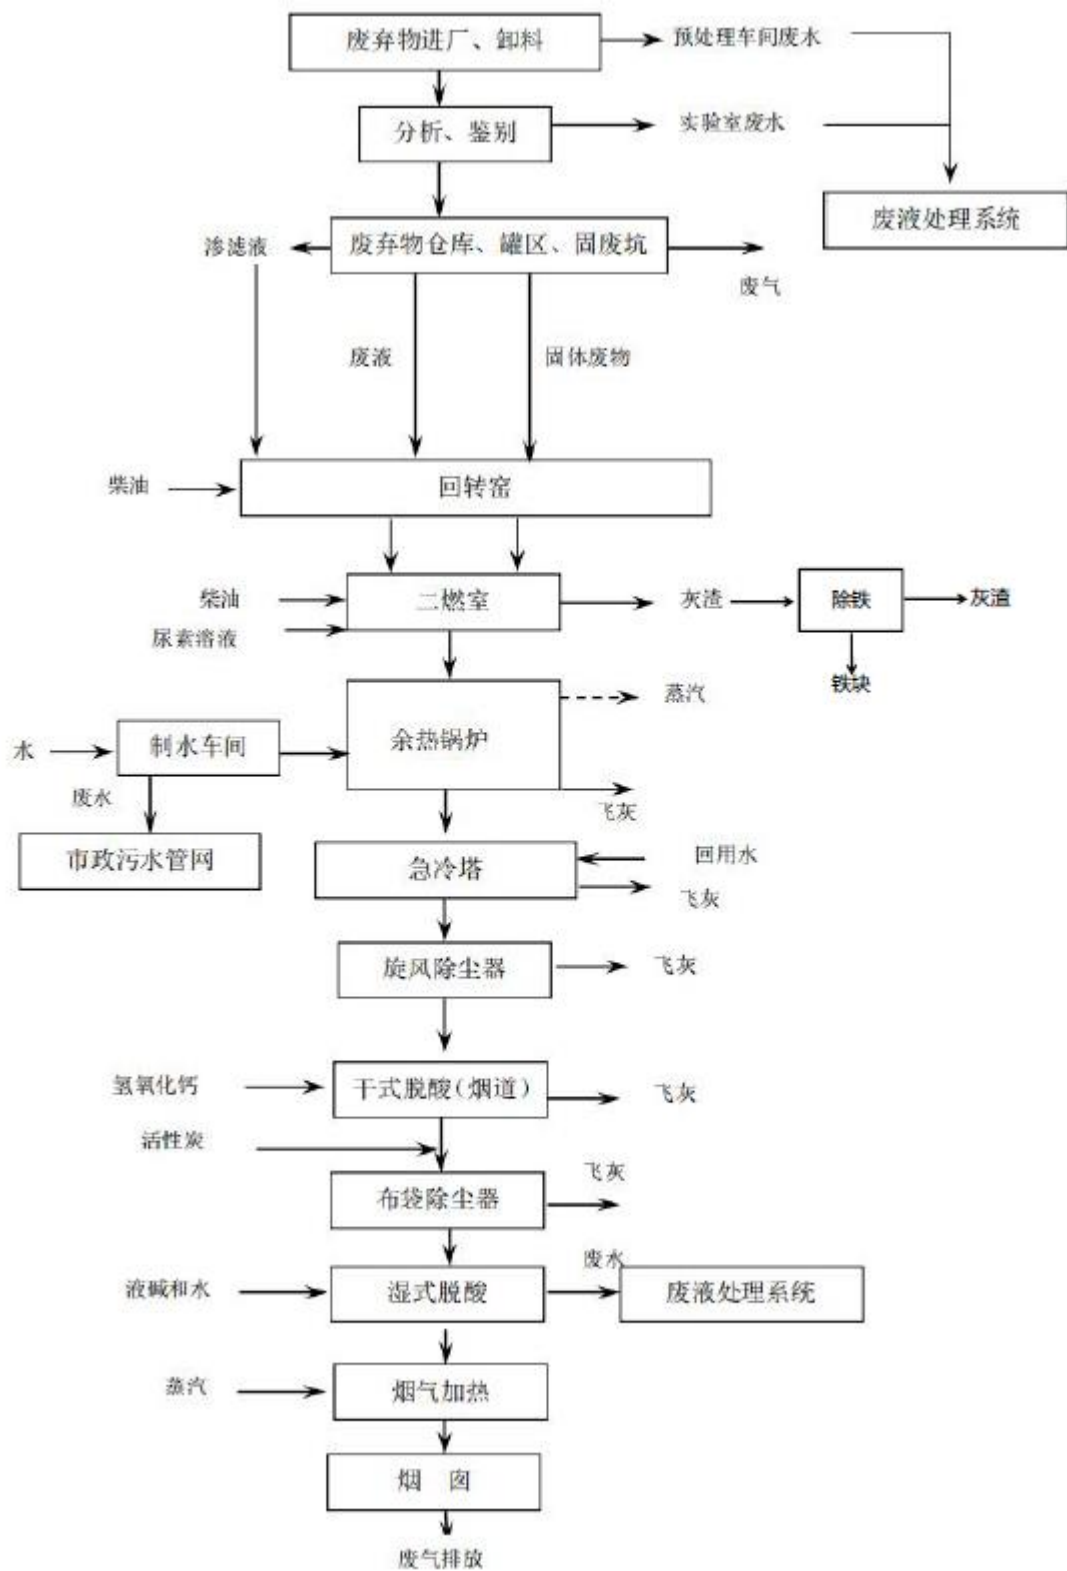 废弃物进厂、卸料
预处理车间废水
分析、鉴别
实验室废水
废液处理系统
渗滤液
废弃物仓库、罐区、固废坑
废气
废液
固体废物
柴油
回转窑
柴油
二燃室
灰渣
除铁
灰渣
尿素溶液
铁块
蒸汽
水
制水车间
余热锅炉
废水
飞灰
市政污水管网
急冷塔
回用水
飞灰
旋风除尘器
飞灰
氢氧化钙
干式脱酸(烟道)
飞灰
活性炭
飞灰
布袋除尘器
废水
液碱和水
湿式脱酸
废液处理系统
蒸汽
烟气加热
烟 囱
废气排放